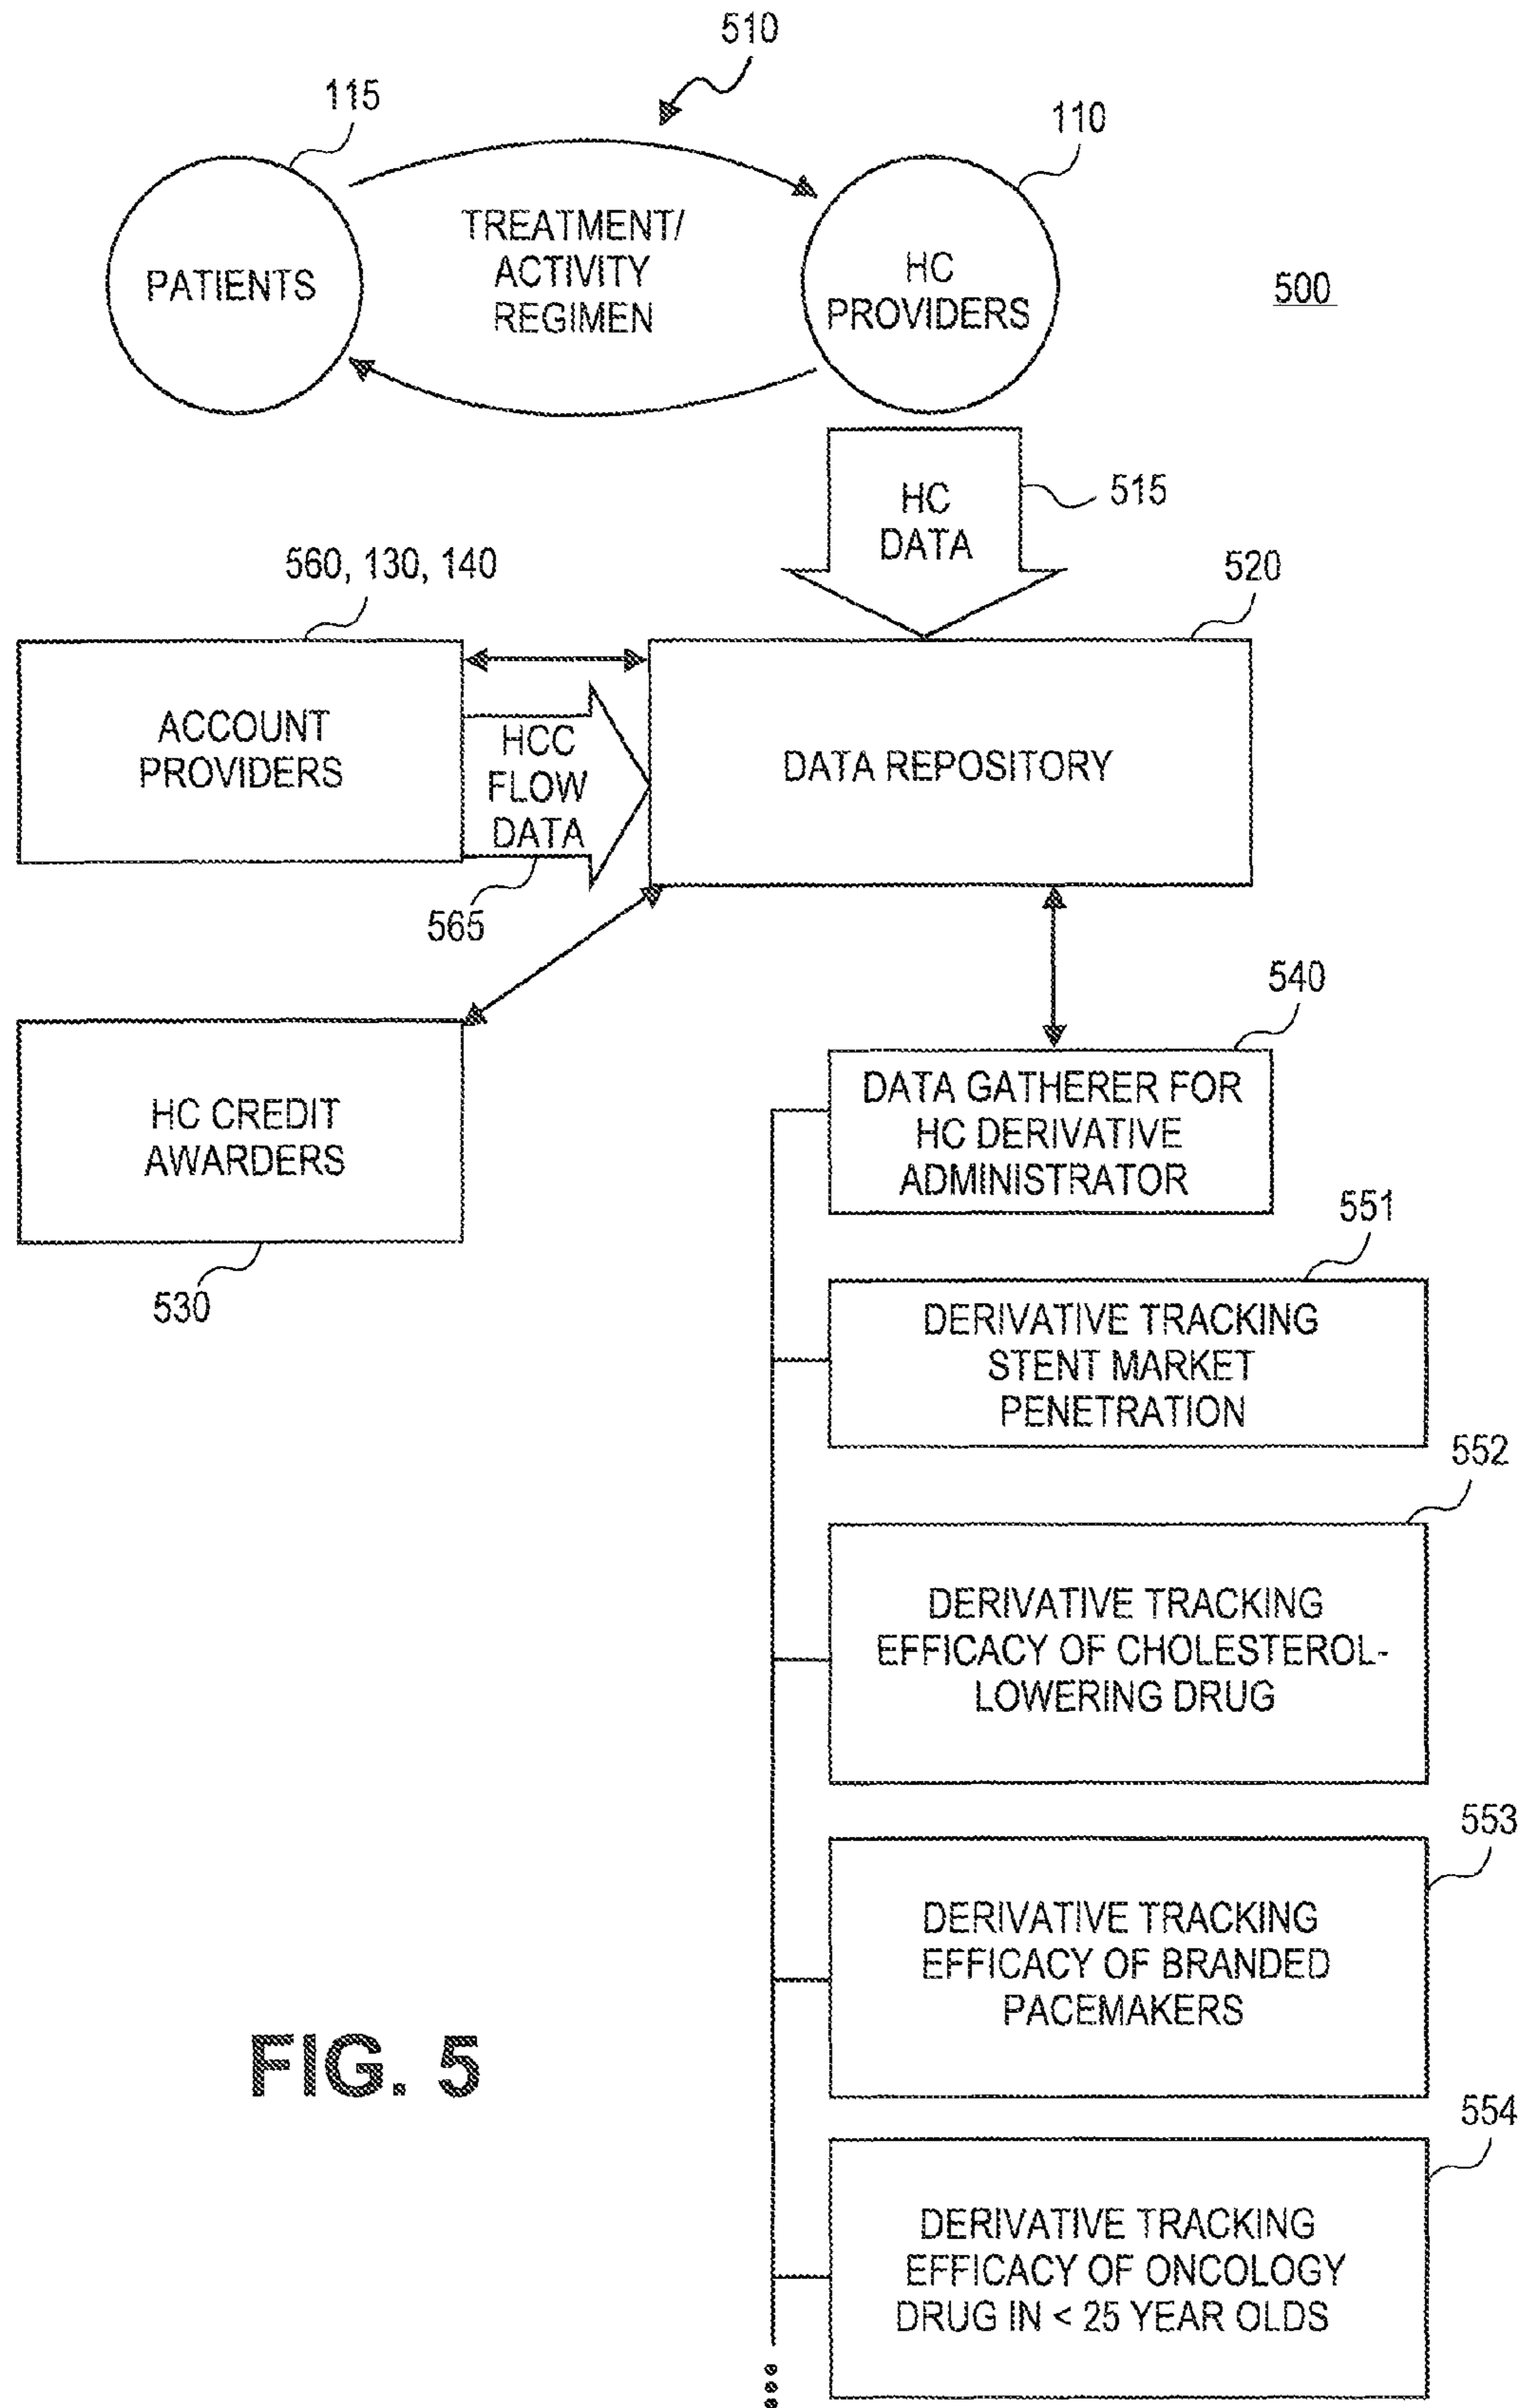 510
115
110
TREATMENT/
ACTIVITY
REGIMEN
PATIENTS
HC
PROVIDERS
500
HC
DATA
515
560, 130, 140
520
ACCOUNT
PROVIDERS
HCC
FLOW
DATA
DATA REPOSITORY
565
540
HC CREDIT
AWARDERS
DATA GATHERER FOR
HC DERIVATIVE
ADMINISTRATOR
530
551
DERIVATIVE TRACKING
STENT MARKET
PENETRATION
552
DERIVATIVE TRACKING
EFFICACY OF CHOLESTEROL-
LOWERING DRUG
553
DERIVATIVE TRACKING
EFFICACY OF BRANDED
PACEMAKERS
FIG. 5
554
DERIVATIVE TRACKING
EFFICACY OF ONCOLOGY
DRUG IN < 25 YEAR OLDS